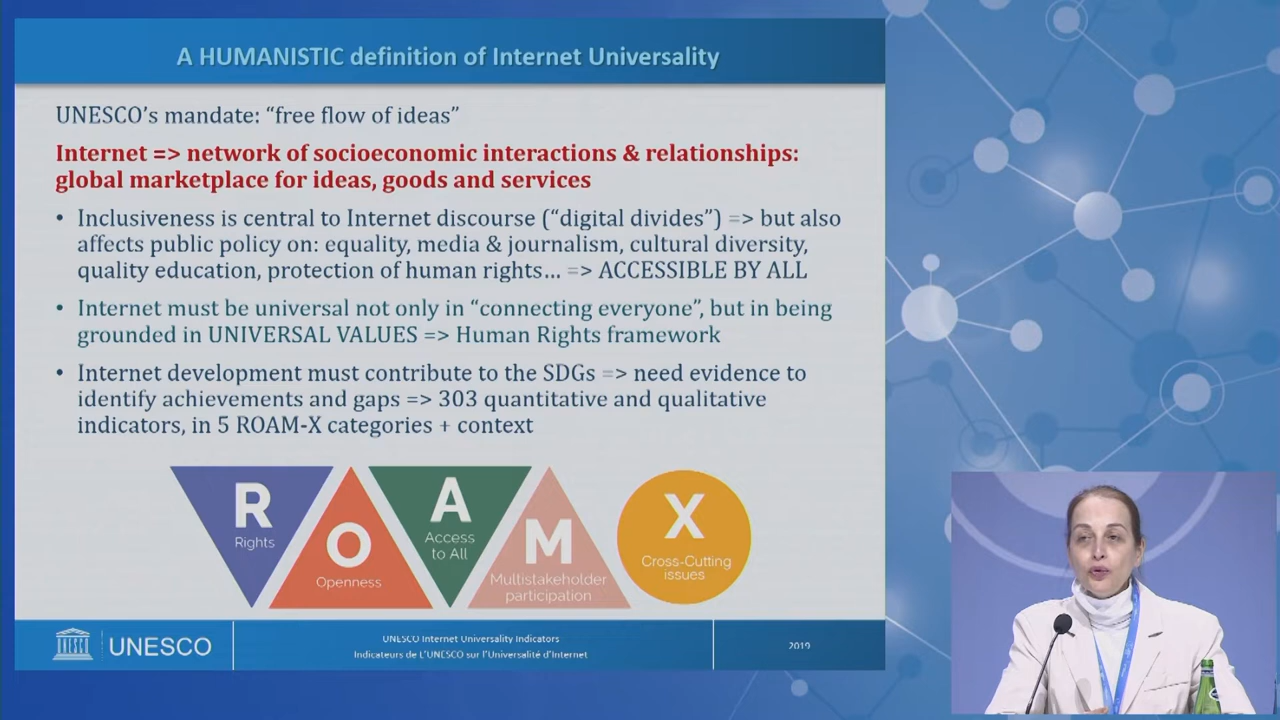 A HUMANISTIC definition of Internet Universality
UNESCO's mandate: “free flow of ideas”
Internet => network of socioeconomic interactions & relationships:
global marketplace for ideas, goods and services
• Inclusiveness is central to Internet discourse (“digital divides”) => but also
affects public policy on: equality, media & journalism, cultural diversity,
quality education, protection of human rights... => ACCESSIBLE BY ALL
• Internet must be universal not only in “connecting everyone”, but in being
grounded in UNIVERSAL VALUES => Human Rights framework
• Internet development must contribute to the SDGs => need evidence to
identify achievements and gaps => 303 quantitative and qualitative
indicators, in 5 ROAM-X categories + context
R
Rights
O
Openness
A
Access
to All
M
Multistakeholder
participation
X
Cross-Cutting
issues
UNESCO
UNESCO
UNESCO Internet Universality Indicators
Indicateurs de L'UNESCO sur l'Universalité d'Internet
2019